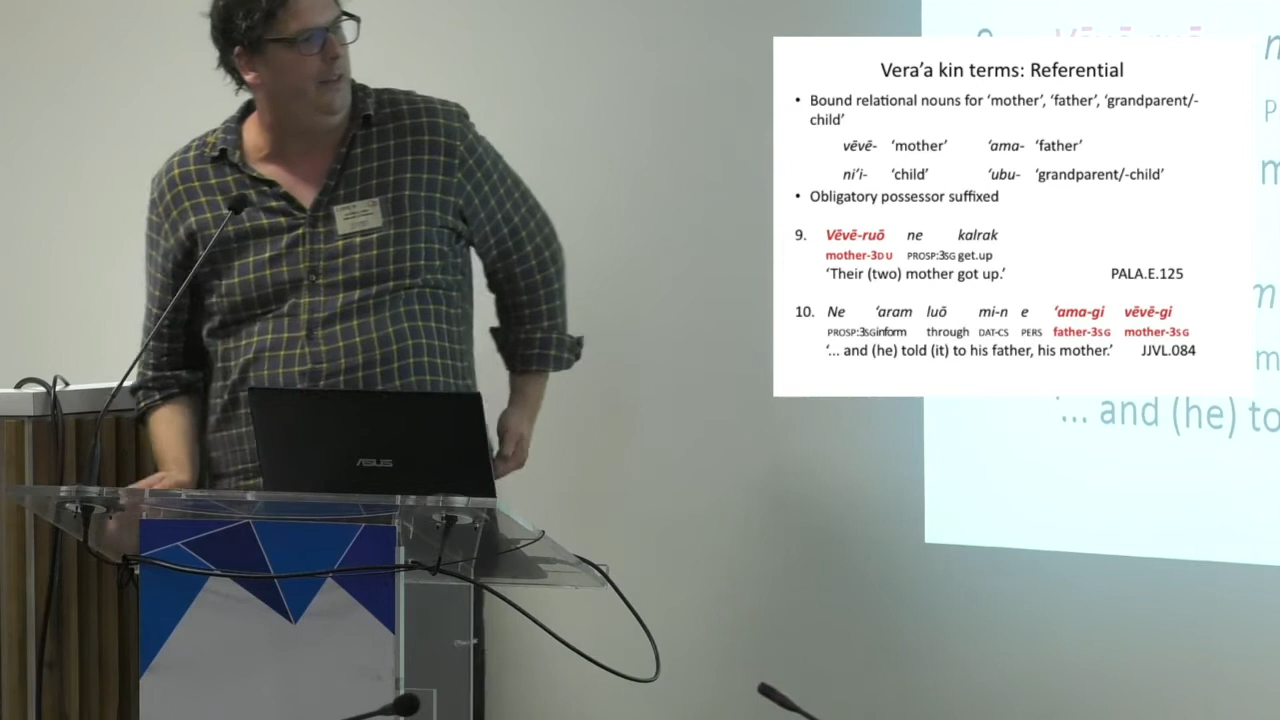 Vera'a kin terms: Referential
• Bound relational nouns for 'mother', 'father', 'grandparent/-
child'
vēvē- 'mother' 'ama- 'father'
ni'i- 'child' 'ubu- 'grandparent/-child'
• Obligatory possessor suffixed
9. Vēvē-ruō ne kalrak
mother-3DU PROSP:3SG get.up
'Their (two) mother got up.' PALA.E.125
10. Ne 'aram luō mi-n e 'ama-gi vēvē-gi
PROSP:3SG inform through DAT-CS PERS father-3SG mother-3SG
'... and (he) told (it) to his father, his mother.' JJVL.084
'... and (he) to
ASUS